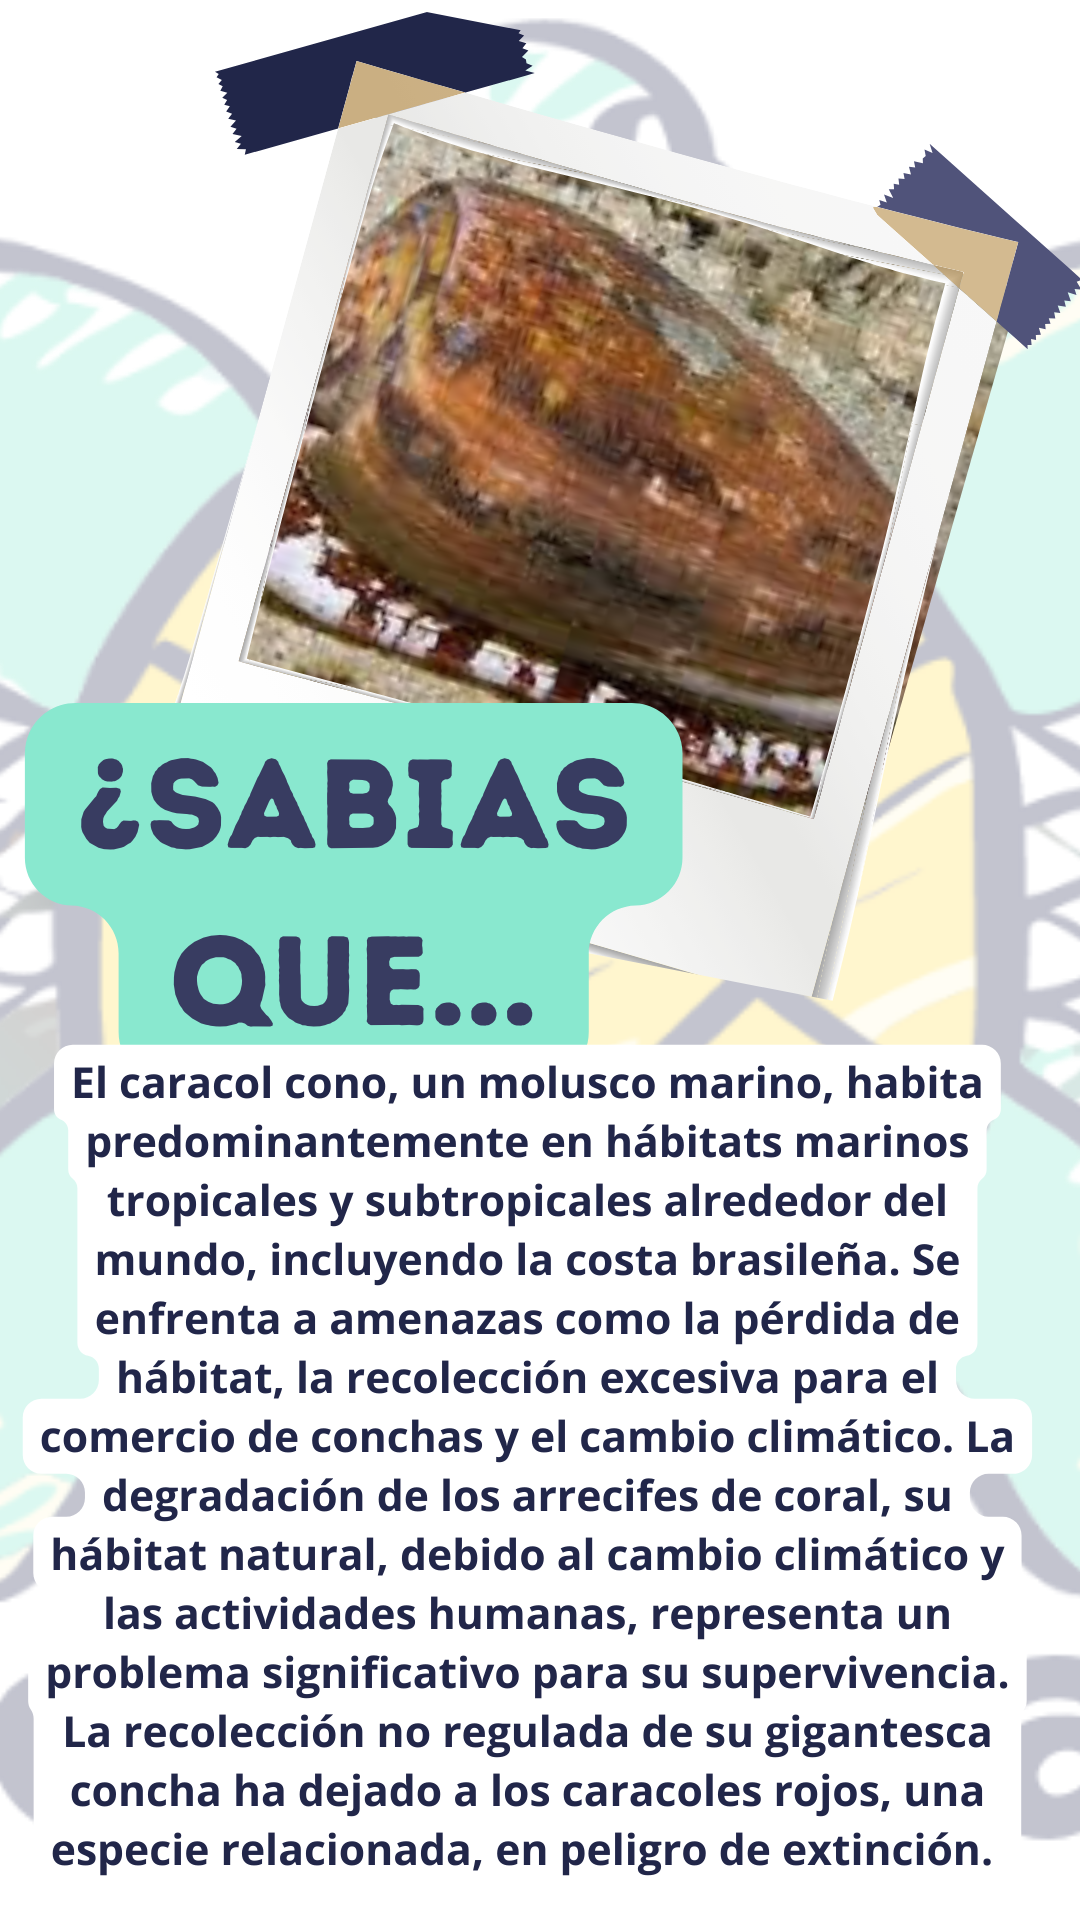 ¿SABIAS
QUE...
El caracol cono, un molusco marino, habita
predominantemente en hábitats marinos
tropicales y subtropicales alrededor del
mundo, incluyendo la costa brasileña. Se
enfrenta a amenazas como la pérdida de
hábitat, la recolección excesiva para el
comercio de conchas y el cambio climático. La
degradación de los arrecifes de coral, su
hábitat natural, debido al cambio climático y
las actividades humanas, representa un
problema significativo para su supervivencia.
La recolección no regulada de su gigantesca
concha ha dejado a los caracoles rojos, una
especie relacionada, en peligro de extinción.